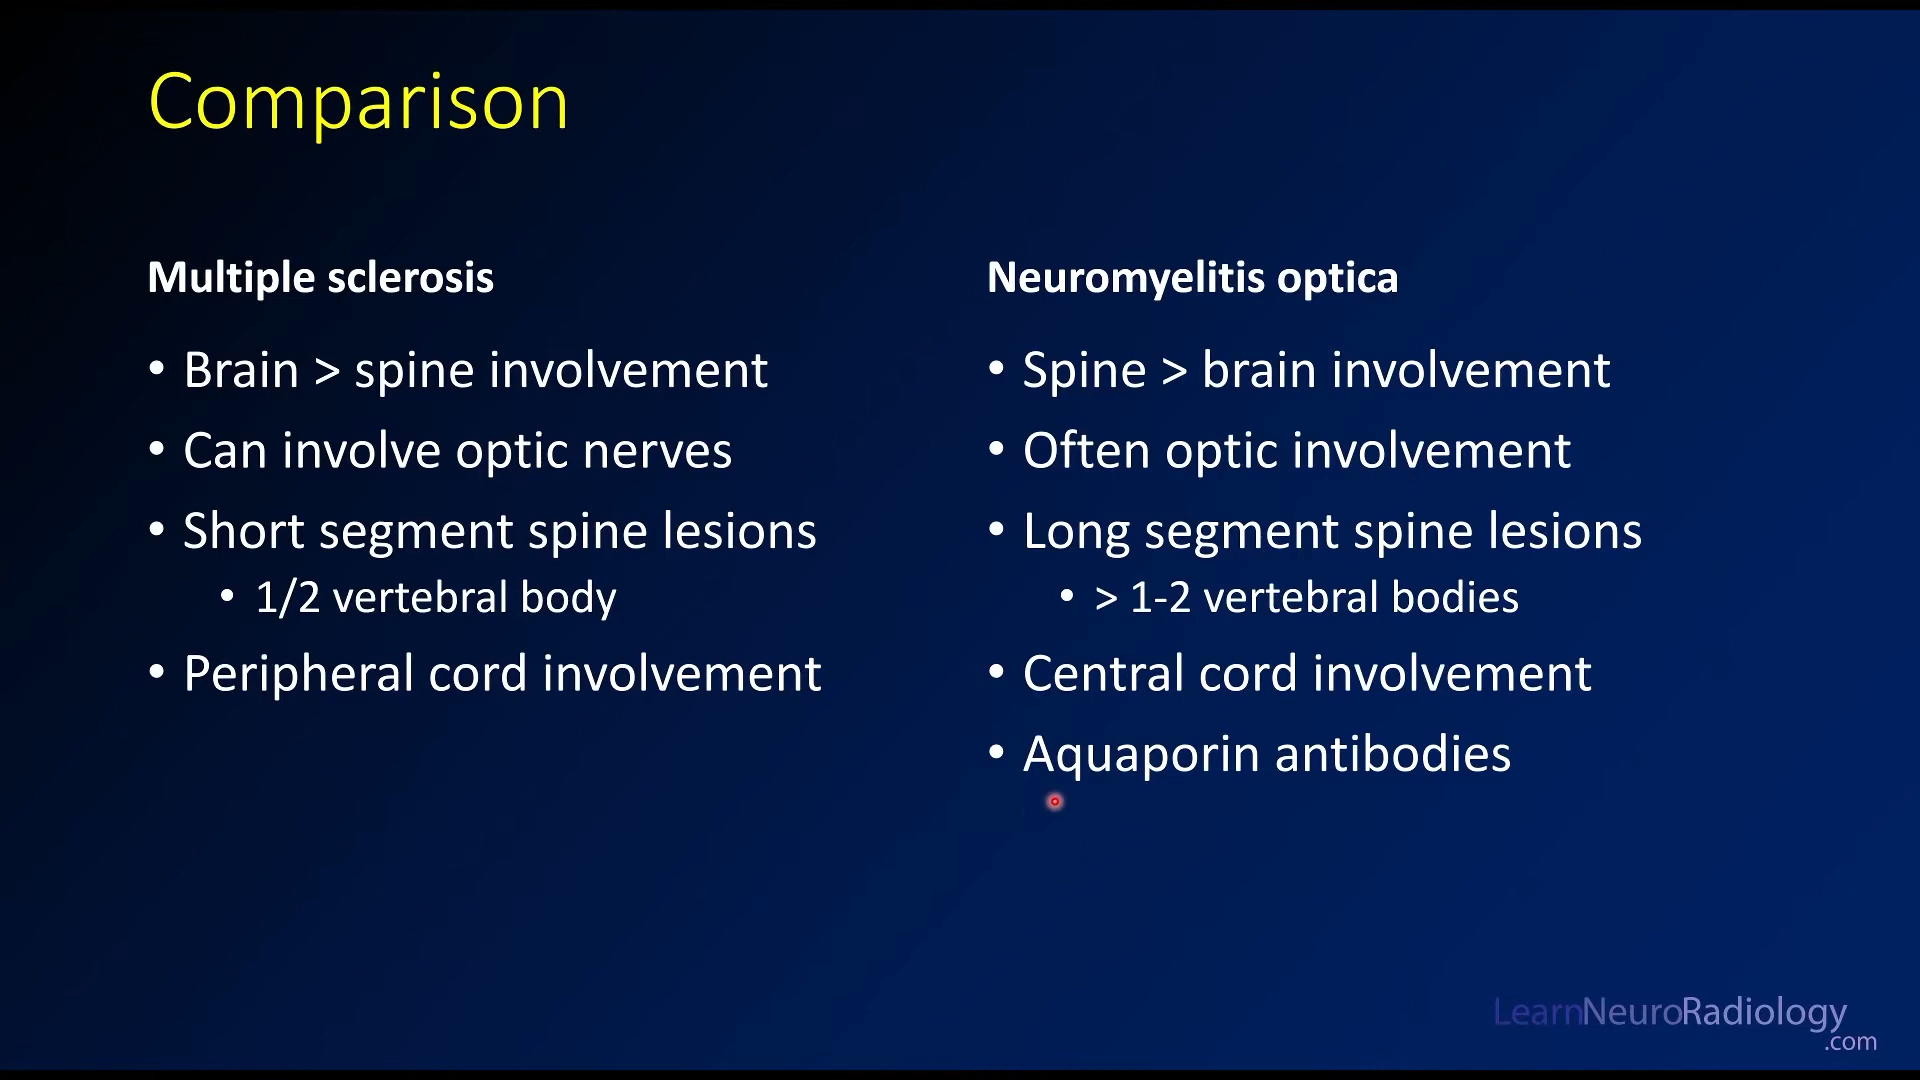 Comparison
Multiple sclerosis
• Brain > spine involvement
• Can involve optic nerves
• Short segment spine lesions
• 1/2 vertebral body
• Peripheral cord involvement
Neuromyelitis optica
• Spine > brain involvement
• Often optic involvement
• Long segment spine lesions
• > 1-2 vertebral bodies
• Central cord involvement
• Aquaporin antibodies
LearnNeuroRadiology
.com